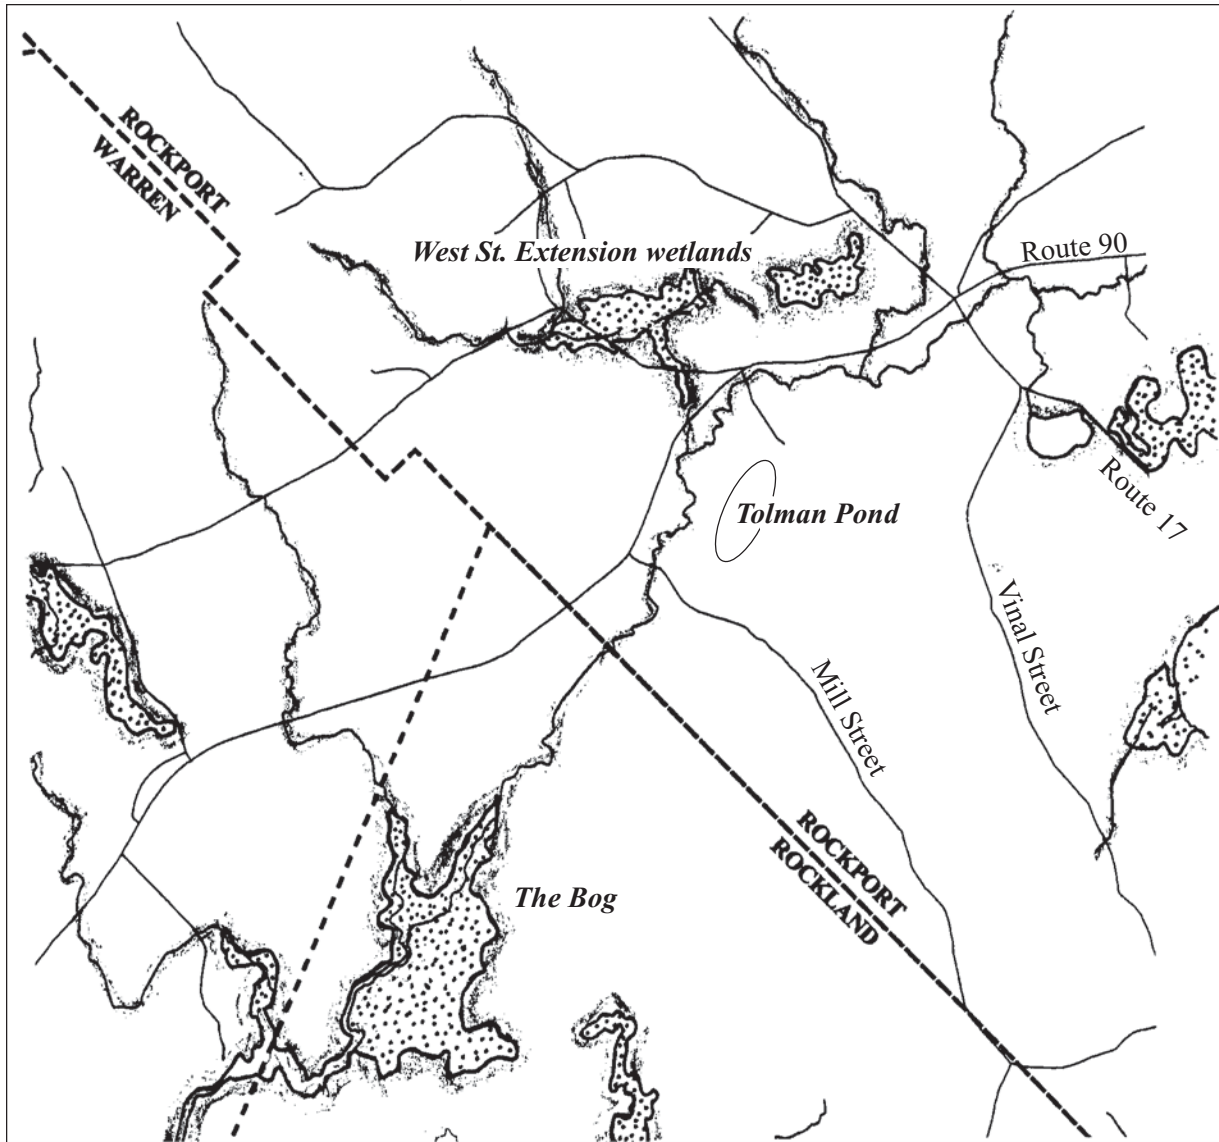 ROCKPORT
WARREN
West St. Extension wetlands
Route 90
Route 17
Tolman Pond
Vinal Street
Mill Street
ROCKPORT
ROCKLAND
The Bog